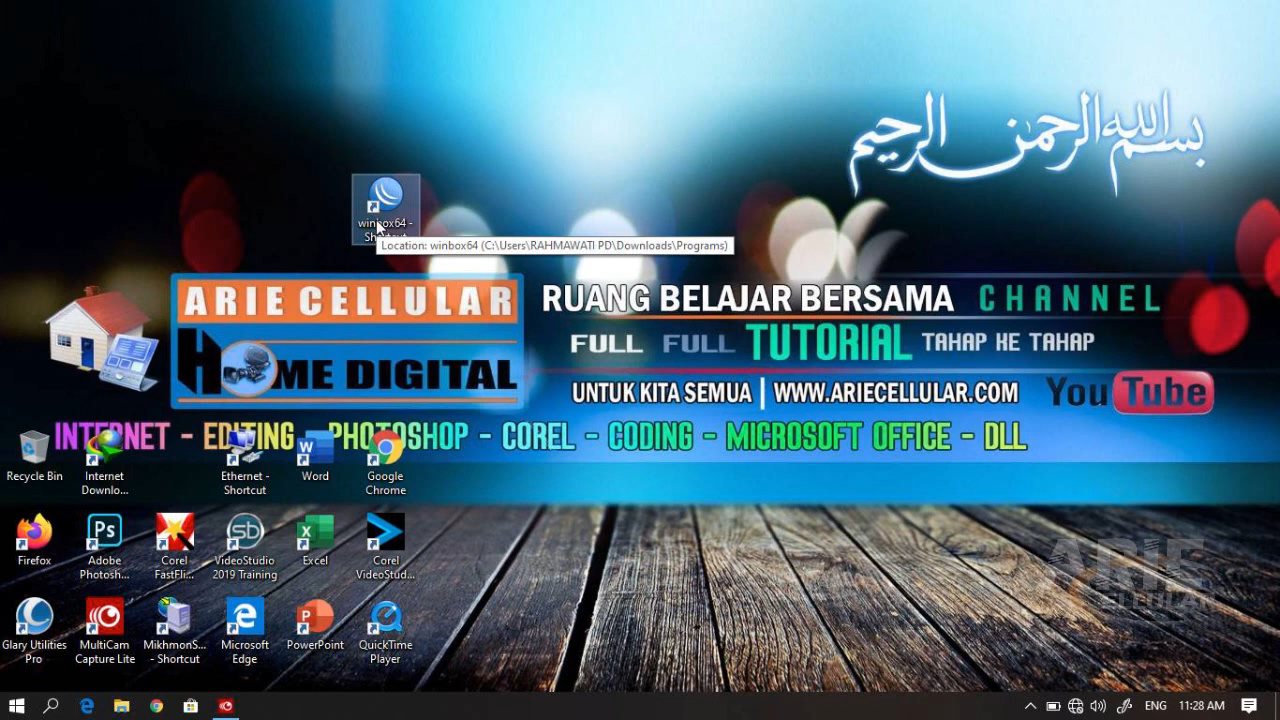 بسم الله الرحمن الرحيم
winbox64 -
Shortcut
Location: winbox64 (C:\Users\RAHMAWATI PD\Downloads\Programs)
ARIE CELLULAR
HOME DIGITAL
RUANG BELAJAR BERSAMA CHANNEL
FULL FULL TUTORIAL TAHAP KE TAHAP
UNTUK KITA SEMUA | WWW.ARIECELLULAR.COM
YouTube
INTERNET - EDITING - PHOTOSHOP - COREL - CODING - MICROSOFT OFFICE - DLL
Recycle Bin
Internet
Downlo...
Ethernet -
Shortcut
Word
Google
Chrome
Firefox
Adobe
Photosh...
Corel
FastFli...
VideoStudio
2019 Training
Excel
Corel
VideoStud...
Glary Utilities
Pro
MultiCam
Capture Lite
MikhmonS...
- Shortcut
Microsoft
Edge
PowerPoint
QuickTime
Player
ARIE
CELLULAR
ENG
11:28 AM